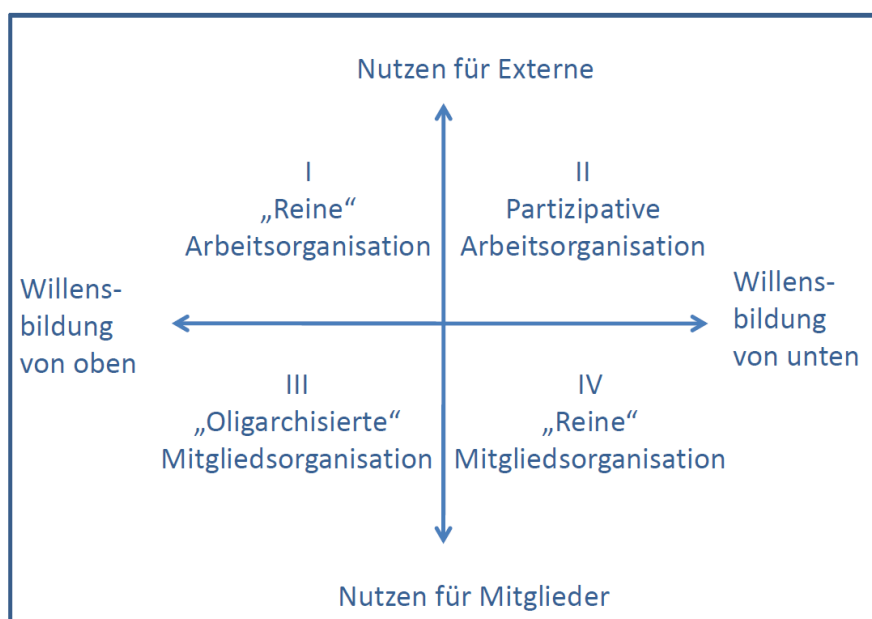 Nutzen für Externe
I
„Reine“
Arbeitsorganisation
II
Partizipative
Arbeitsorganisation
Willens-
bildung
von oben
Willens-
bildung
von unten
III
„Oligarchisierte“
Mitgliedsorganisation
IV
„Reine“
Mitgliedsorganisation
Nutzen für Mitglieder